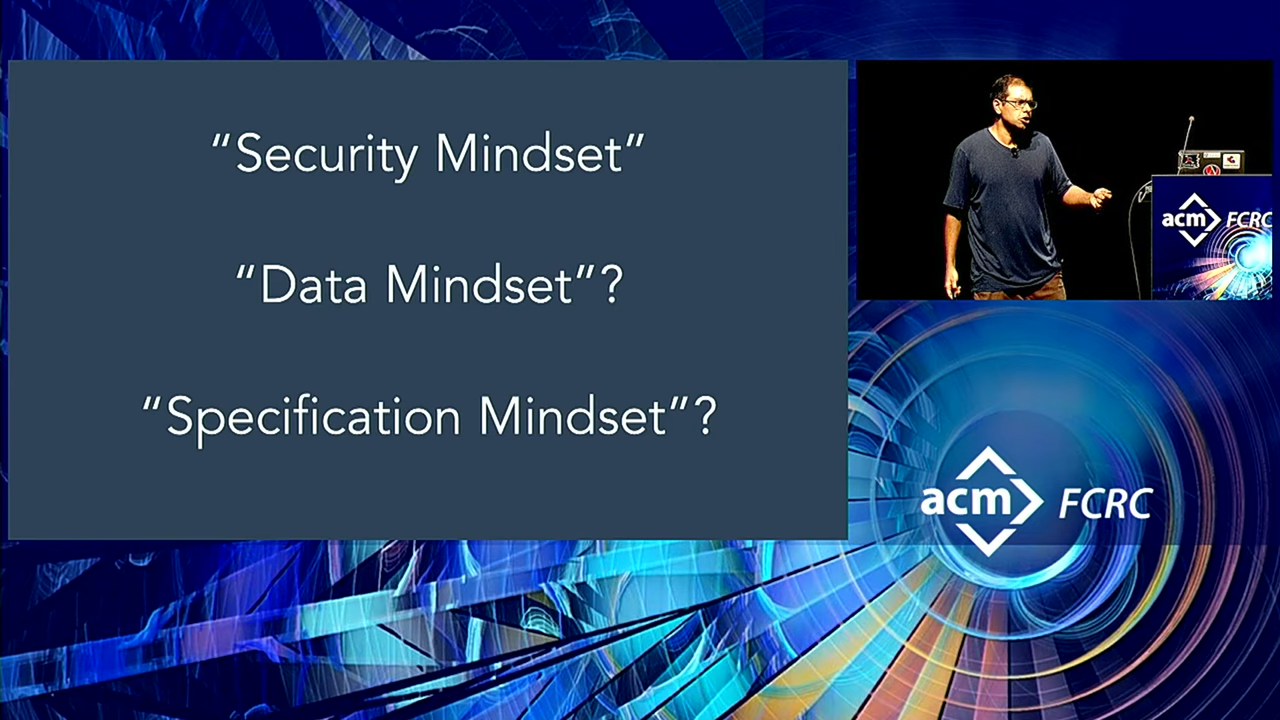 “Security Mindset”
“Data Mindset”?
“Specification Mindset”?
acm FCRC
acm FCRC